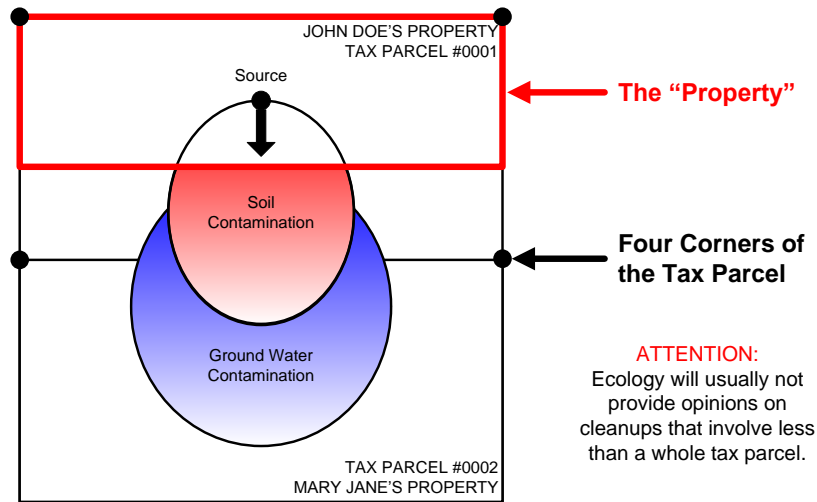 JOHN DOE’S PROPERTY
TAX PARCEL #0001
Source
The “Property”
Soil
Contamination
Four Corners of
the Tax Parcel
Ground Water
Contamination
ATTENTION:
Ecology will usually not
provide opinions on
cleanups that involve less
than a whole tax parcel.
TAX PARCEL #0002
MARY JANE’S PROPERTY